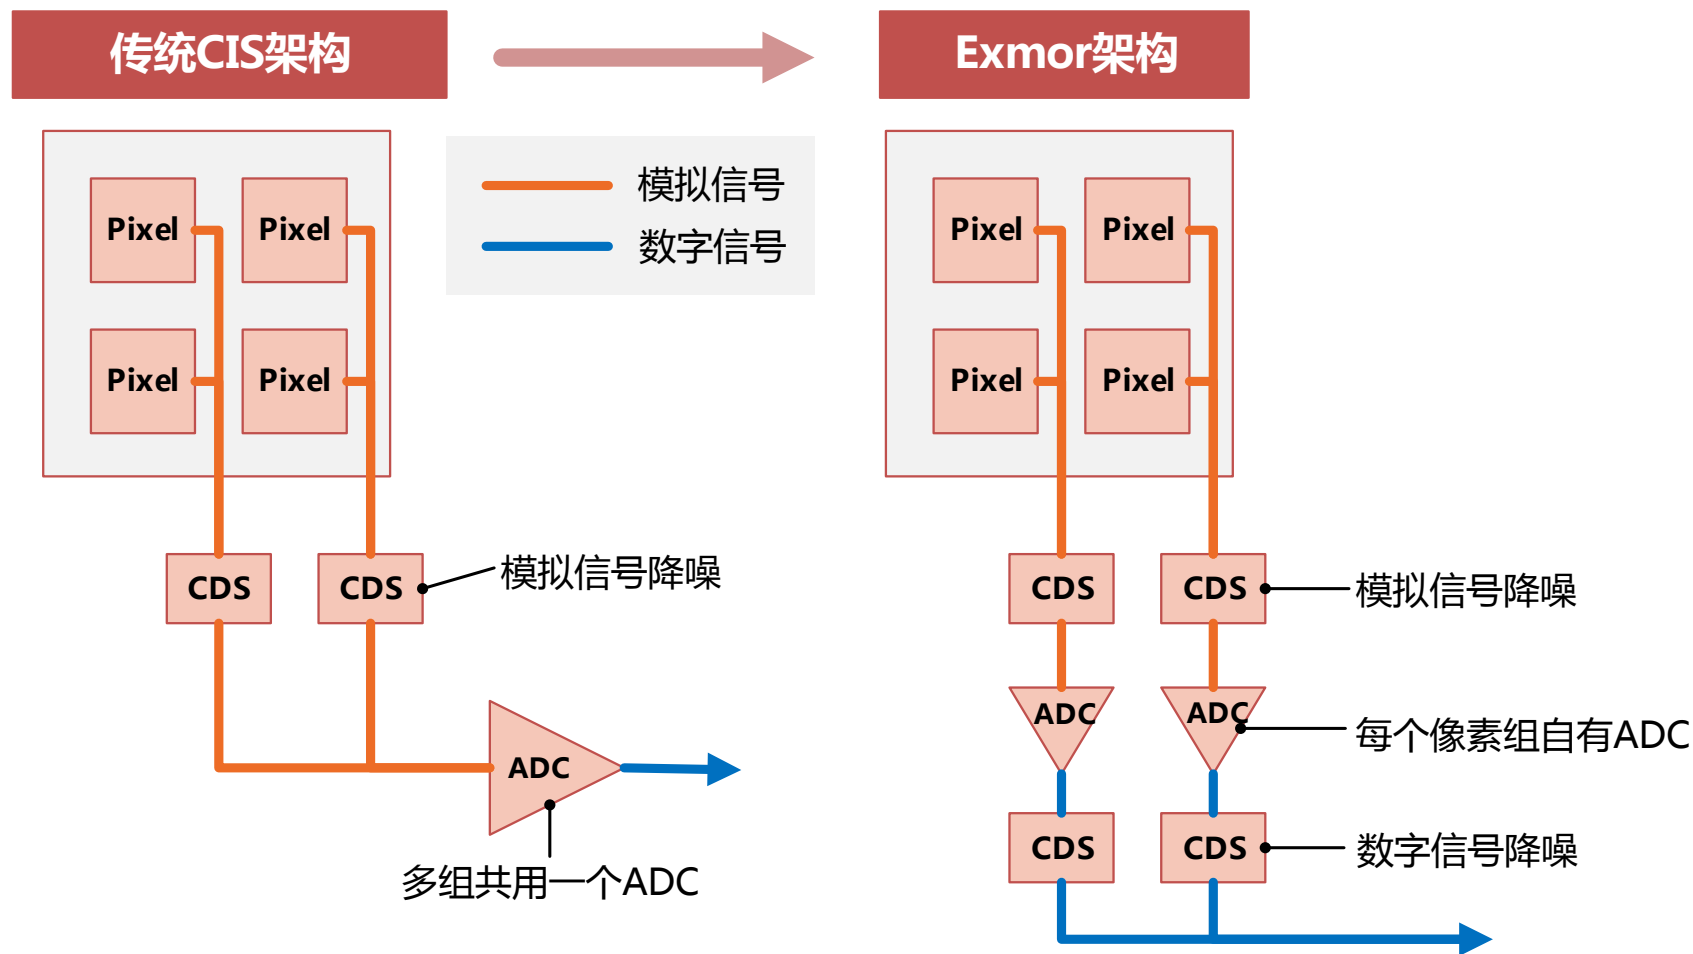 传统CIS架构
Exmor架构
模拟信号
数字信号
Pixel
Pixel
Pixel
Pixel
CDS
CDS
模拟信号降噪
ADC
多组共用一个ADC
Pixel
Pixel
Pixel
Pixel
CDS
CDS
模拟信号降噪
ADC
ADC
每个像素组自有ADC
CDS
CDS
数字信号降噪